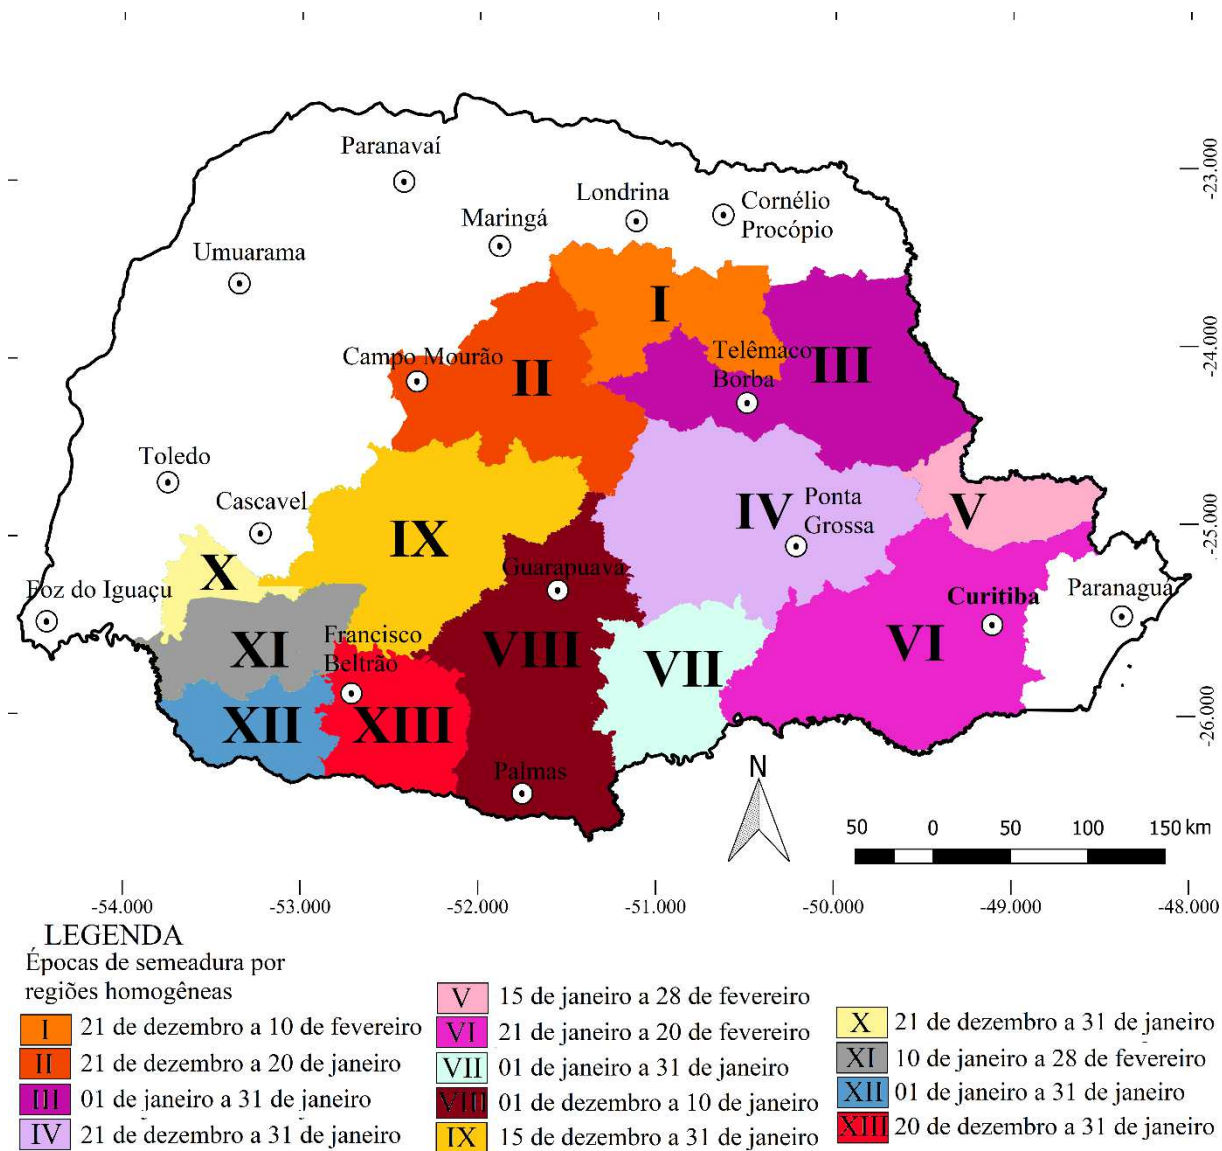 Paranavaí
Londrina
Cornélio
Procópio
Maringá
Umuarama
-23.000
I
Campo Mourão
II
Telêmaco
Borba
III
-24.000
Toledo
Cascavel
IX
IV
Ponta
Grossa
V
-25.000
X
Foz do Iguaçu
Guarapuava
Curitiba
Paranaguá
XI
Francisco
Beltrão
VIII
VII
VI
XII
XIII
-26.000
Palmas
N
50 0 50 100 150 km
-54.000 -53.000 -52.000 -51.000 -50.000 -49.000 -48.000
LEGENDA
Épocas de semeadura por
regiões homogêneas
I 21 de dezembro a 10 de fevereiro
II 21 de dezembro a 20 de janeiro
III 01 de janeiro a 31 de janeiro
IV 21 de dezembro a 31 de janeiro
V 15 de janeiro a 28 de fevereiro
VI 21 de janeiro a 20 de fevereiro
VII 01 de janeiro a 31 de janeiro
VIII 01 de dezembro a 10 de janeiro
IX 15 de dezembro a 31 de janeiro
X 21 de dezembro a 31 de janeiro
XI 10 de janeiro a 28 de fevereiro
XII 01 de janeiro a 31 de janeiro
XIII 20 de dezembro a 31 de janeiro